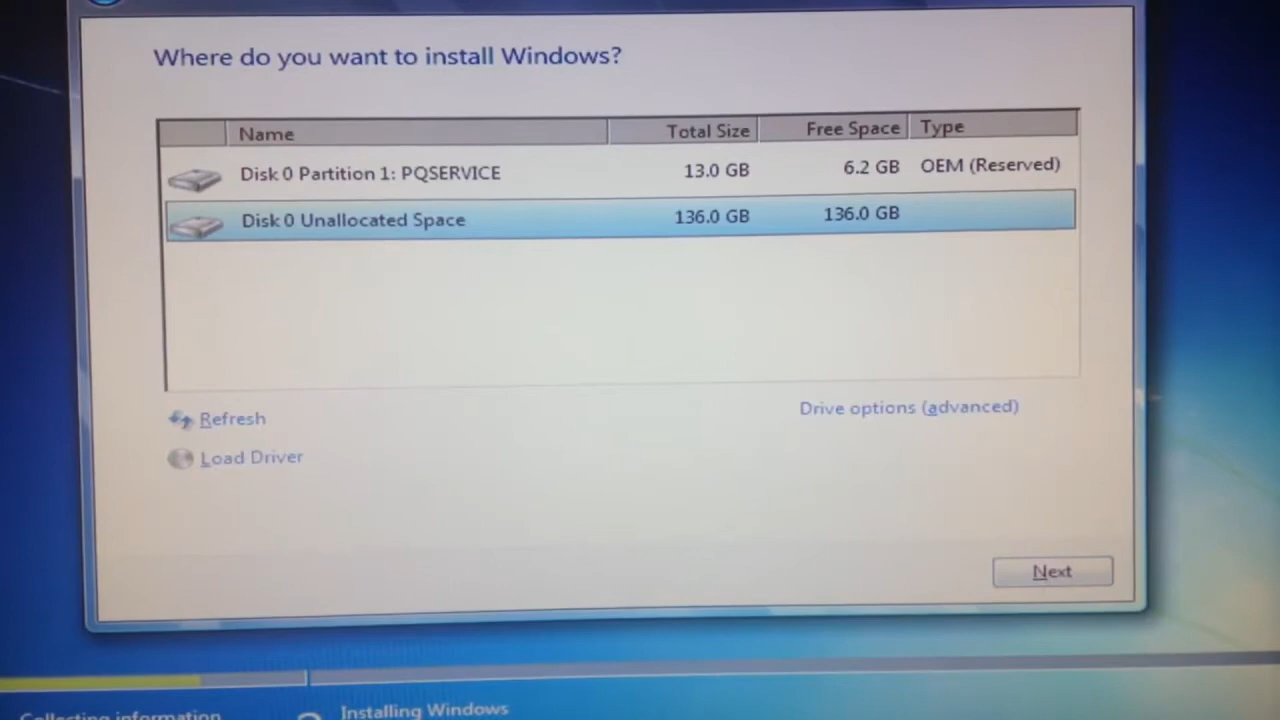 Where do you want to install Windows?
Name Total Size Free Space Type
Disk 0 Partition 1: PQSERVICE 13.0 GB 6.2 GB OEM (Reserved)
Disk 0 Unallocated Space 136.0 GB 136.0 GB
Refresh Drive options (advanced)
Load Driver
Next
Collecting information Installing Windows